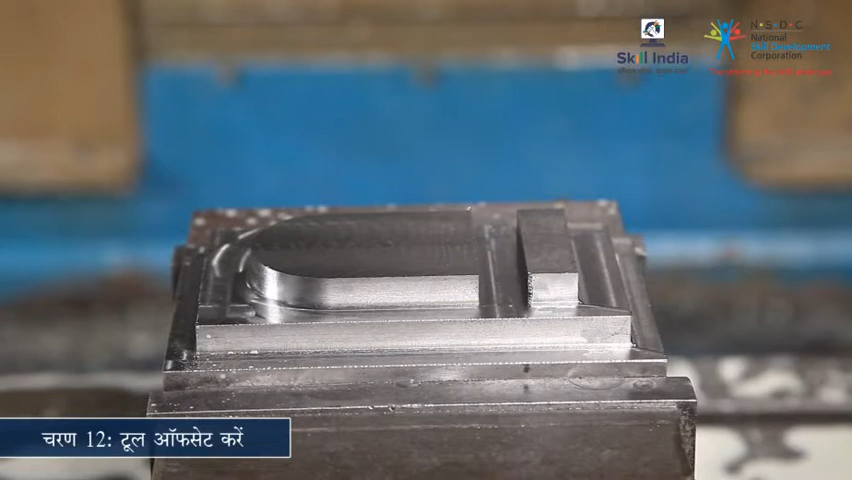 Skill India
N·S·D·C
National
Skill Development
Corporation
चरण 12: टूल ऑफसेट करें